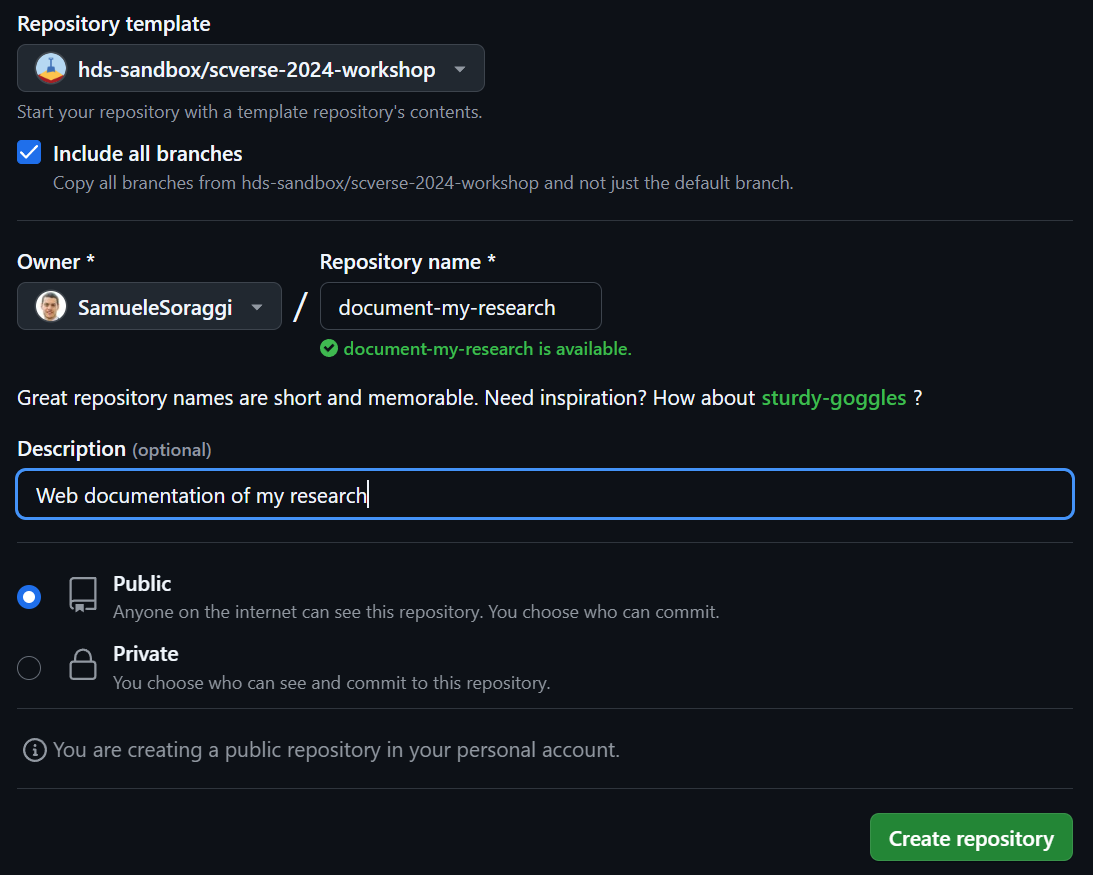 Repository template
hds-sandbox/scverse-2024-workshop
Start your repository with a template repository's contents.
Include all branches
Copy all branches from hds-sandbox/scverse-2024-workshop and not just the default branch.
Owner * Repository name *
SamueleSoraggi / document-my-research
document-my-research is available.
Great repository names are short and memorable. Need inspiration? How about sturdy-goggles ?
Description (optional)
Web documentation of my research
Public
Anyone on the internet can see this repository. You choose who can commit.
Private
You choose who can see and commit to this repository.
You are creating a public repository in your personal account.
Create repository